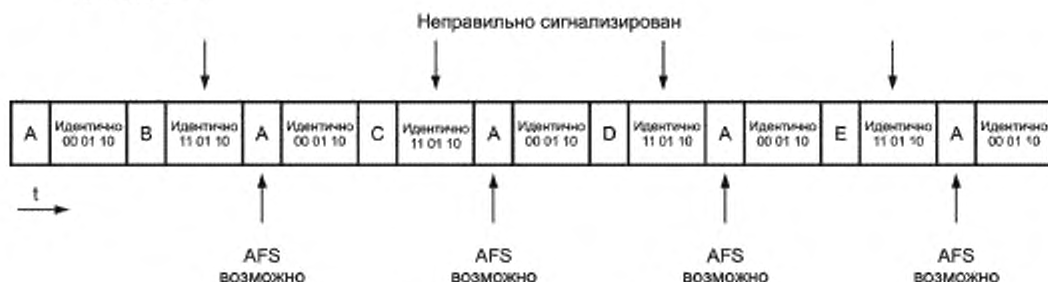 Неправильно сигнализирован
A
Идентично
00 01 10
B
Идентично
11 01 10
A
Идентично
00 01 10
C
Идентично
11 01 10
A
Идентично
00 01 10
D
Идентично
11 01 10
A
Идентично
00 01 10
E
Идентично
11 01 10
A
Идентично
00 01 10
t
AFS
возможно
AFS
возможно
AFS
возможно
AFS
возможно